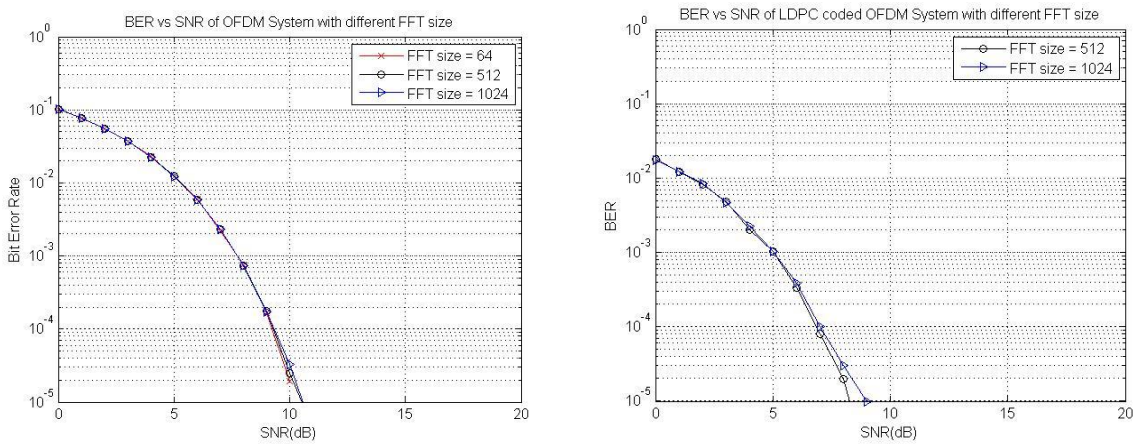 BER vs SNR of OFDM System with different FFT size
10^0
10^-1
10^-2
10^-3
10^-4
10^-5
Bit Error Rate
FFT size = 64
FFT size = 512
FFT size = 1024
0 5 10 15 20
SNR(dB)
BER vs SNR of LDPC coded OFDM System with different FFT size
10^0
10^-1
10^-2
10^-3
10^-4
10^-5
BER
FFT size = 512
FFT size = 1024
0 5 10 15 20
SNR(dB)